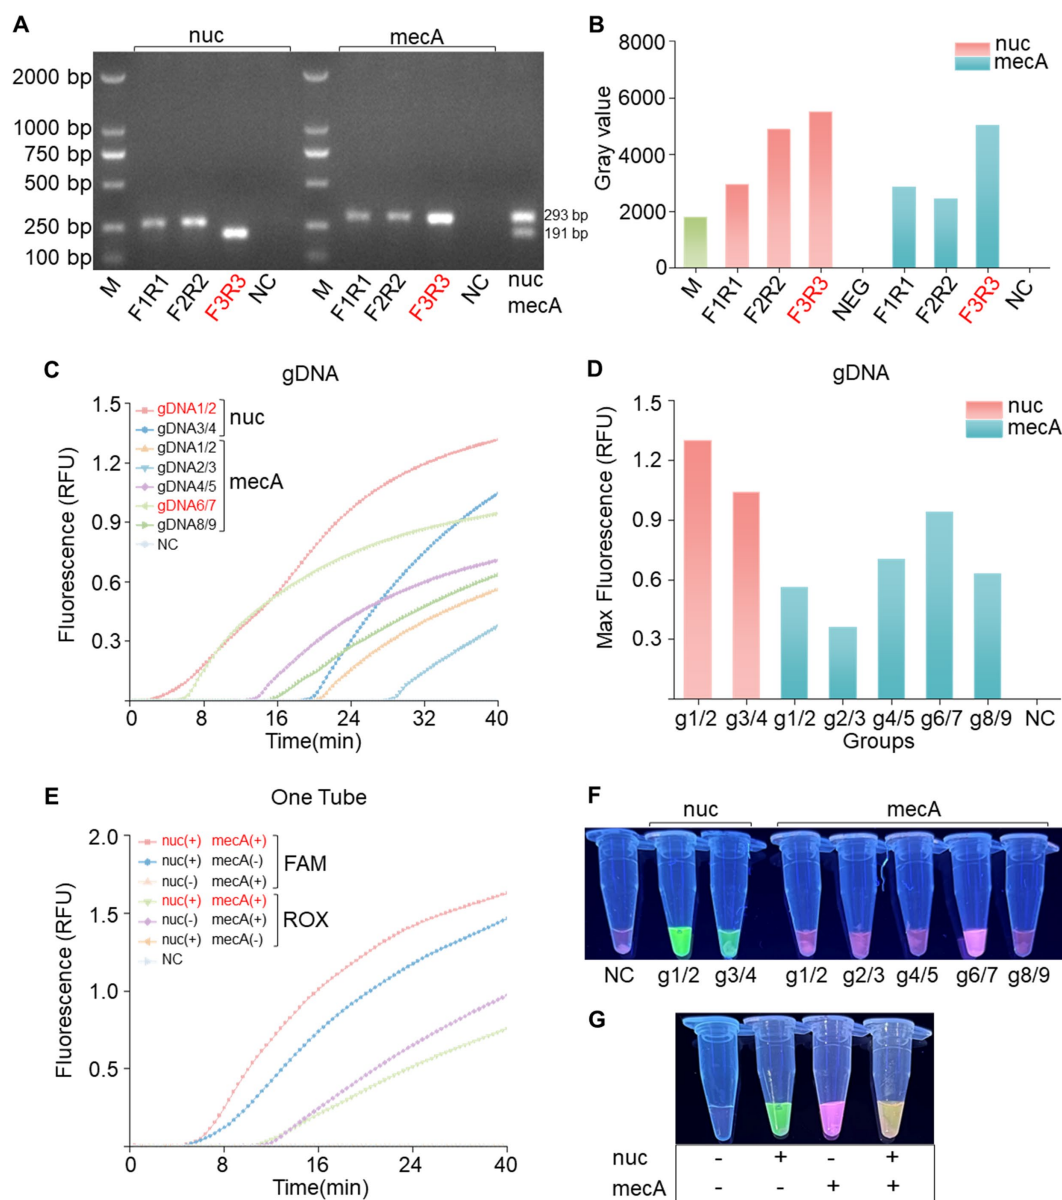 A
nuc
mecA
2000 bp
1000 bp
750 bp
500 bp
250 bp
100 bp
293 bp
191 bp
M
F1R1
F2R2
F3R3
NC
M
F1R1
F2R2
F3R3
NC
nuc
mecA
B
8000
6000
4000
2000
0
Gray value
nuc
mecA
M
F1R1
F2R2
F3R3
NEG
F1R1
F2R2
F3R3
NC
C
gDNA
1.5
1.2
0.9
0.6
0.3
Fluorescence (RFU)
gDNA1/2
gDNA3/4
nuc
gDNA1/2
gDNA2/3
gDNA4/5
gDNA6/7
gDNA8/9
mecA
NC
0 8 16 24 32 40
Time(min)
D
gDNA
1.5
1.2
0.9
0.6
0.3
Max Fluorescence (RFU)
nuc
mecA
g1/2 g3/4 g1/2 g2/3 g4/5 g6/7 g8/9 NC
Groups
E
One Tube
2.0
1.5
1.0
0.5
Fluorescence (RFU)
nuc(+) mecA(+)
nuc(+) mecA(-)
nuc(-) mecA(+)
FAM
nuc(+) mecA(+)
nuc(-) mecA(+)
nuc(+) mecA(-)
ROX
NC
0 8 16 24 32 40
Time(min)
F
nuc
mecA
NC g1/2 g3/4 g1/2 g2/3 g4/5 g6/7 g8/9
G
nuc - + - +
mecA - - + +